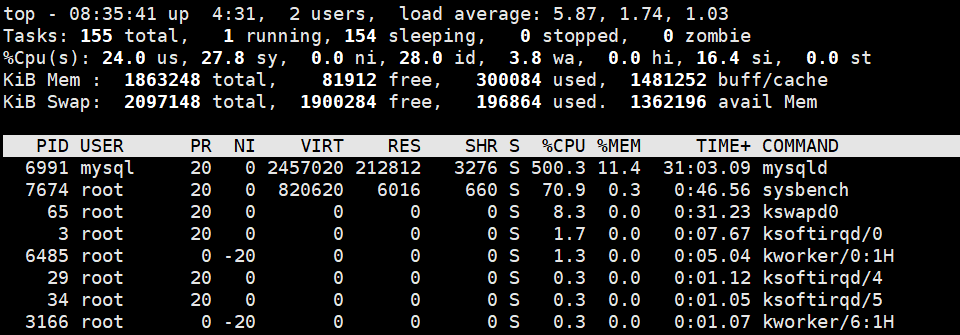 top - 08:35:41 up  4:31,  2 users,  load average: 5.87, 1.74, 1.03
Tasks: 155 total,   1 running, 154 sleeping,   0 stopped,   0 zombie
%Cpu(s): 24.0 us, 27.8 sy,  0.0 ni, 28.0 id,  3.8 wa,  0.0 hi, 16.4 si,  0.0 st
KiB Mem :  1863248 total,    81912 free,   300084 used,  1481252 buff/cache
KiB Swap:  2097148 total,  1900284 free,   196864 used.  1362196 avail Mem
PID USER      PR  NI    VIRT    RES    SHR S  %CPU %MEM     TIME+ COMMAND
6991 mysql     20   0 2457020 212812   3276 S 500.3 11.4  31:03.09 mysqld
7674 root      20   0  820620   6016    660 S  70.9  0.3   0:46.56 sysbench
65 root      20   0       0      0      0 S   8.3  0.0   0:31.23 kswapd0
3 root      20   0       0      0      0 S   1.7  0.0   0:07.67 ksoftirqd/0
6485 root       0 -20       0      0      0 S   1.3  0.0   0:05.04 kworker/0:1H
29 root      20   0       0      0      0 S   0.3  0.0   0:01.12 ksoftirqd/4
34 root      20   0       0      0      0 S   0.3  0.0   0:01.05 ksoftirqd/5
3166 root       0 -20       0      0      0 S   0.3  0.0   0:01.07 kworker/6:1H